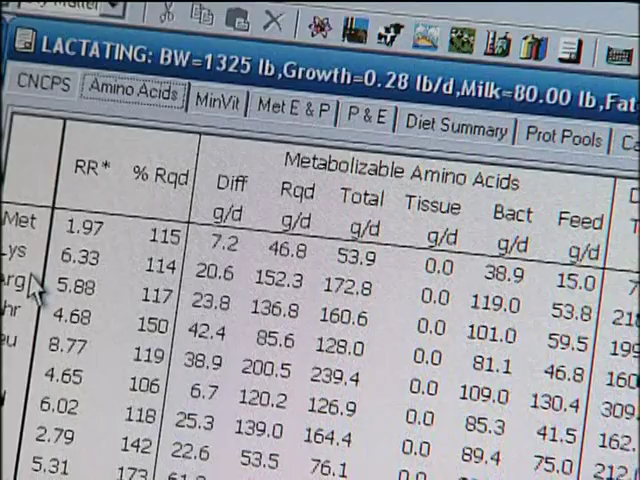 LACTATING: BW=1325 lb,Growth=0.28 lb/d,Milk=80.00 lb,Fat
CNCPS Amino Acids MinVit Met E & P P & E Diet Summary Prot Pools
Metabolizable Amino Acids
RR* % Rqd Diff Rqd Total Tissue Bact Feed
g/d g/d g/d g/d g/d g/d
Met 1.97 115 7.2 46.8 53.9 0.0 38.9 15.0
Lys 6.33 114 20.6 152.3 172.8 0.0 119.0 53.8
Arg 5.88 117 23.8 136.8 160.6 0.0 101.0 59.5
hr 4.68 150 42.4 85.6 128.0 0.0 81.1 46.8
eu 8.77 119 38.9 200.5 239.4 0.0 109.0 130.4
4.65 106 6.7 120.2 126.9 0.0 85.3 41.5
6.02 118 25.3 139.0 164.4 0.0 89.4 75.0
2.79 142 22.6 53.5 76.1
5.31 173